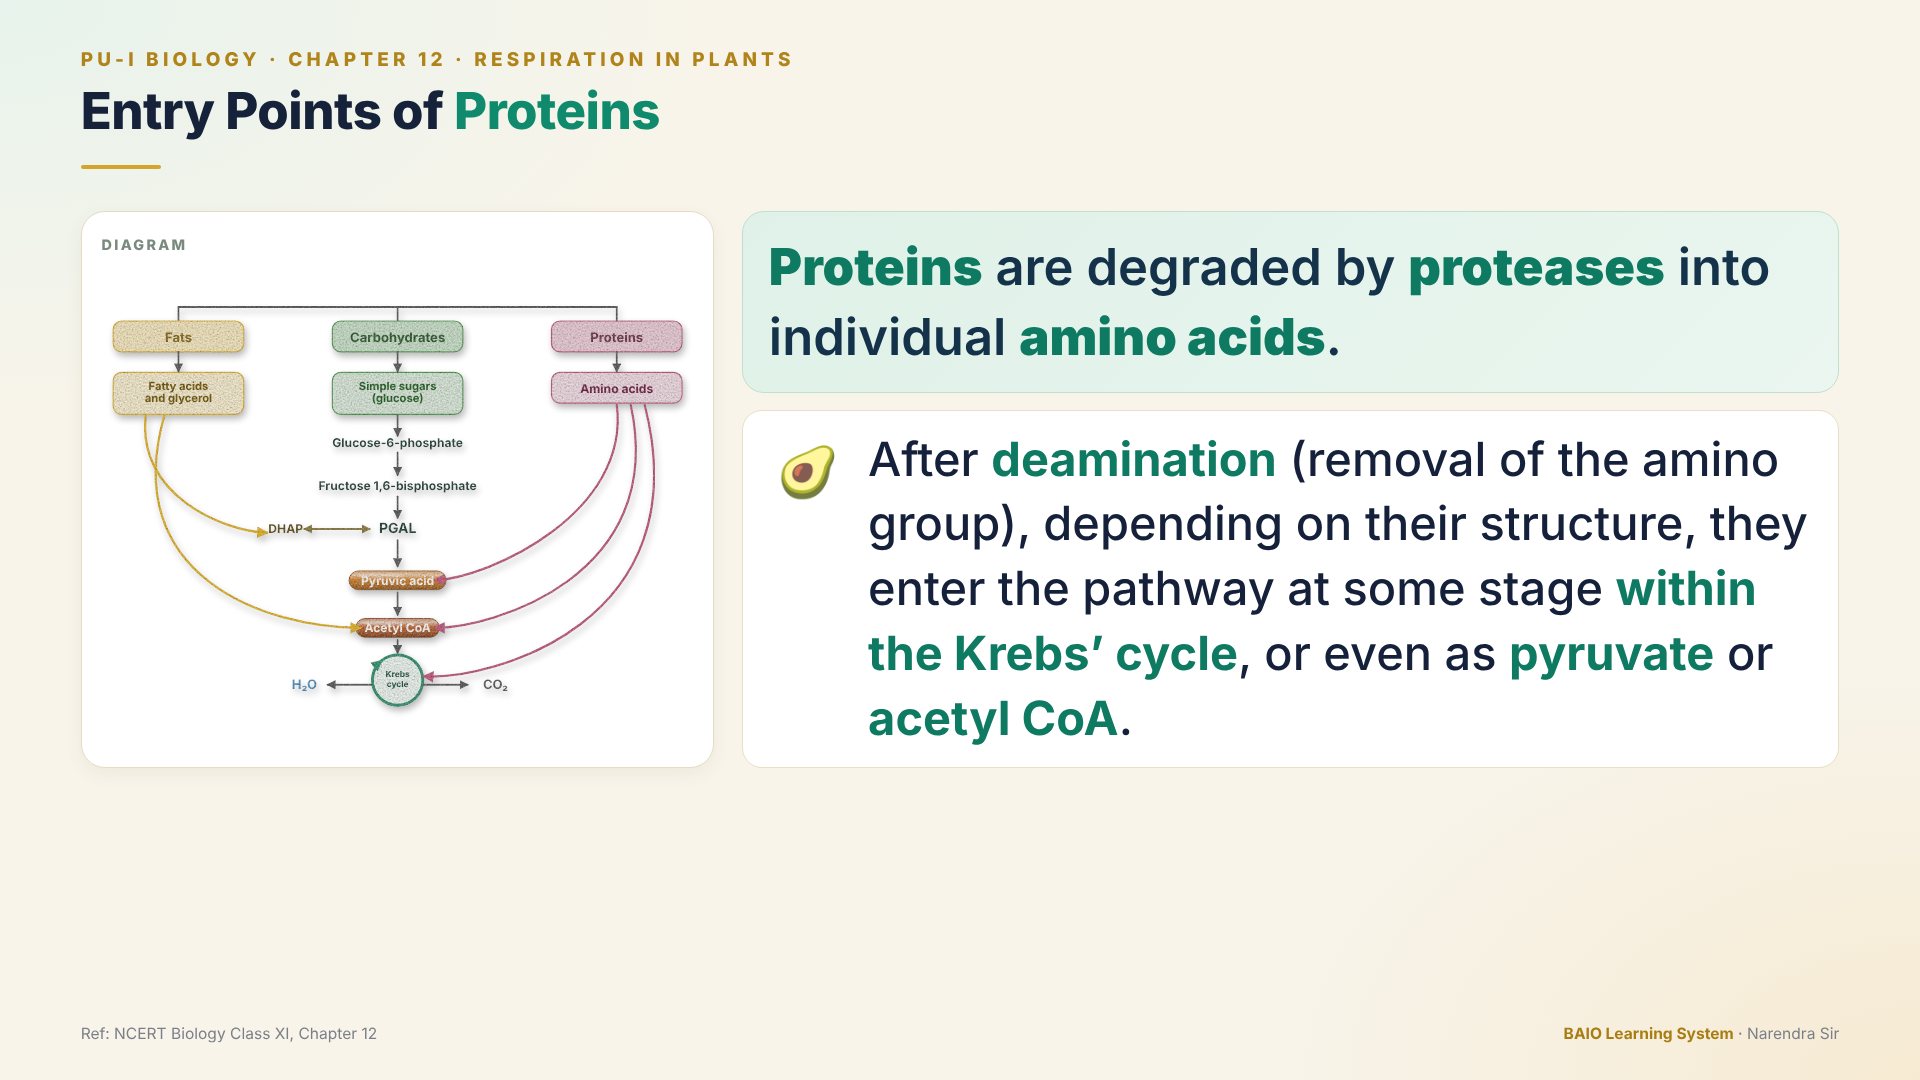 PU-I BIOLOGY · CHAPTER 12 · RESPIRATION IN PLANTS
Entry Points of Proteins
DIAGRAM
Fats
Carbohydrates
Proteins
Fatty acids
and glycerol
Simple sugars
(glucose)
Amino acids
Glucose-6-phosphate
Fructose 1,6-bisphosphate
DHAP
PGAL
Pyruvic acid
Acetyl CoA
Krebs
cycle
H₂O
CO₂
Proteins are degraded by proteases into
individual amino acids.
After deamination (removal of the amino
group), depending on their structure, they
enter the pathway at some stage within
the Krebs’ cycle, or even as pyruvate or
acetyl CoA.
Ref: NCERT Biology Class XI, Chapter 12
BAIO Learning System · Narendra Sir